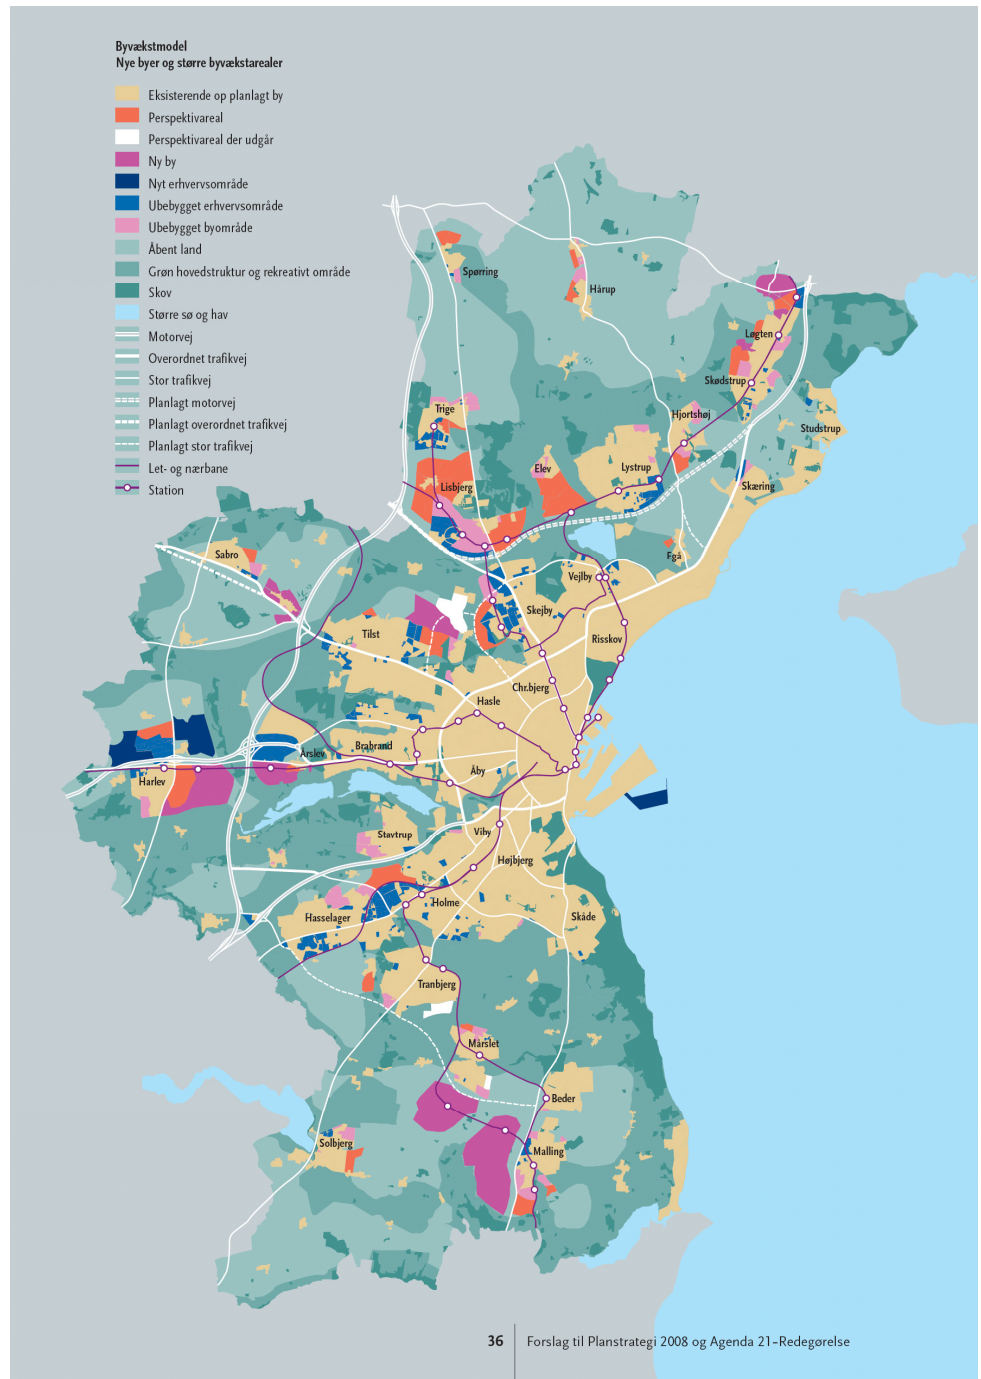 Byvækstmodel
Nye byer og større byvækstarealer
Eksisterende op planlagt by
Perspektivareal
Perspektivareal der udgår
Ny by
Nyt erhvervsområde
Ubebygget erhvervsområde
Ubebygget byområde
Åbent land
Grøn hovedstruktur og rekreativt område
Skov
Større sø og hav
Motorvej
Overordnet trafikvej
Stor trafikvej
Planlagt motorvej
Planlagt overordnet trafikvej
Planlagt stor trafikvej
Let- og nærbane
Station
Spørring
Hårup
Løgten
Skødstrup
Trige
Hjortshøj
Studstrup
Elev
Lystrup
Lisbjerg
Skæring
Sabro
Egå
Vejlby
Skejby
Tilst
Risskov
Chr.bjerg
Hasle
Brabrand
Årslev
Åby
Harlev
Stavtrup
Viby
Højbjerg
Holme
Hasselager
Skåde
Tranbjerg
Mårslet
Beder
Solbjerg
Malling
36
Forslag til Planstrategi 2008 og Agenda 21-Redegørelse